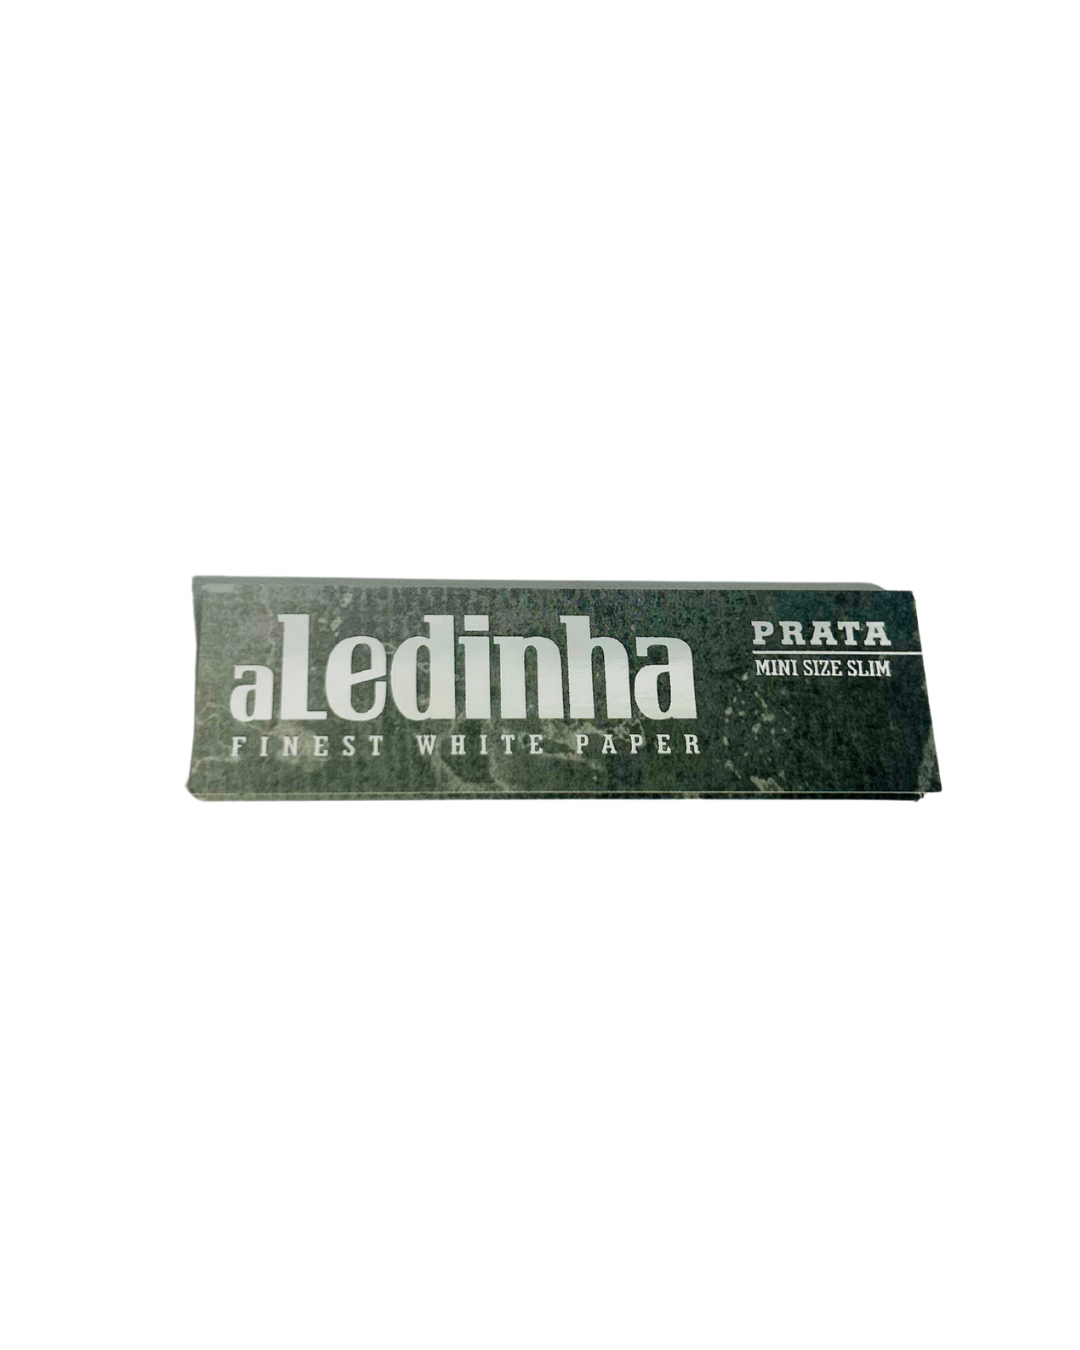 aLedinha
FINEST WHITE PAPER
PRATA
MINI SIZE SLIM